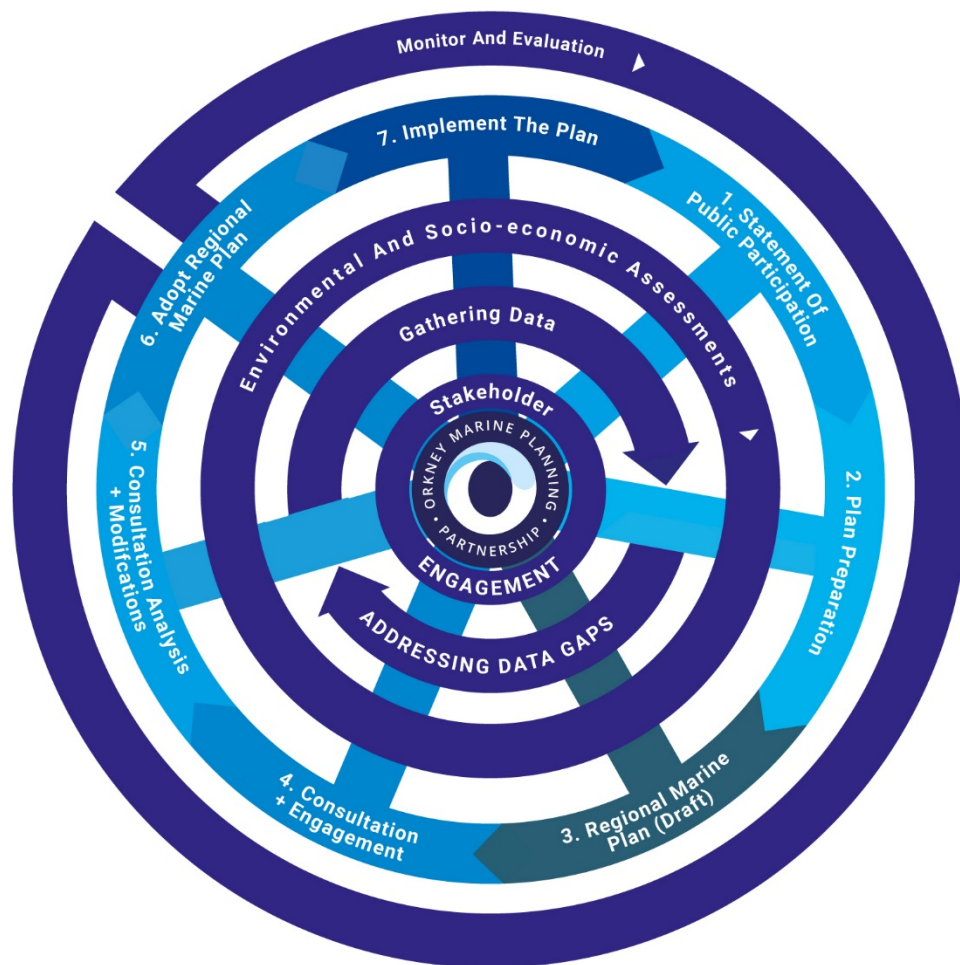 Monitor And Evaluation
7. Implement The Plan
1. Statement Of
Public Participation
2. Plan Preparation
3. Regional Marine
Plan (Draft)
4. Consultation
+ Engagement
5. Consultation Analysis
+ Modifcations
6. Adopt Regional
Marine Plan
Environmental And Socio-economic Assessments
Gathering Data
ADDRESSING DATA GAPS
Stakeholder
ENGAGEMENT
ORKNEY MARINE PLANNING
• PARTNERSHIP •